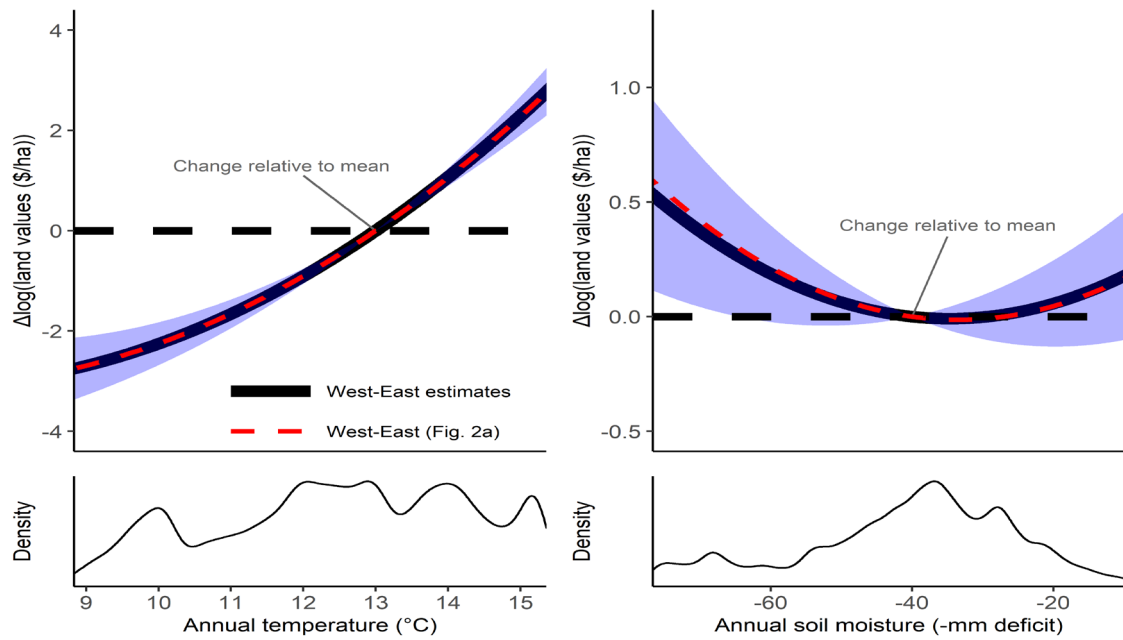 4
2
0
-2
-4
Δlog(land values ($/ha))
Change relative to mean
West-East estimates
West-East (Fig. 2a)
Density
9 10 11 12 13 14 15
Annual temperature (°C)
1.0
0.5
0.0
-0.5
Δlog(land values ($/ha))
Change relative to mean
Density
-60 -40 -20
Annual soil moisture (-mm deficit)